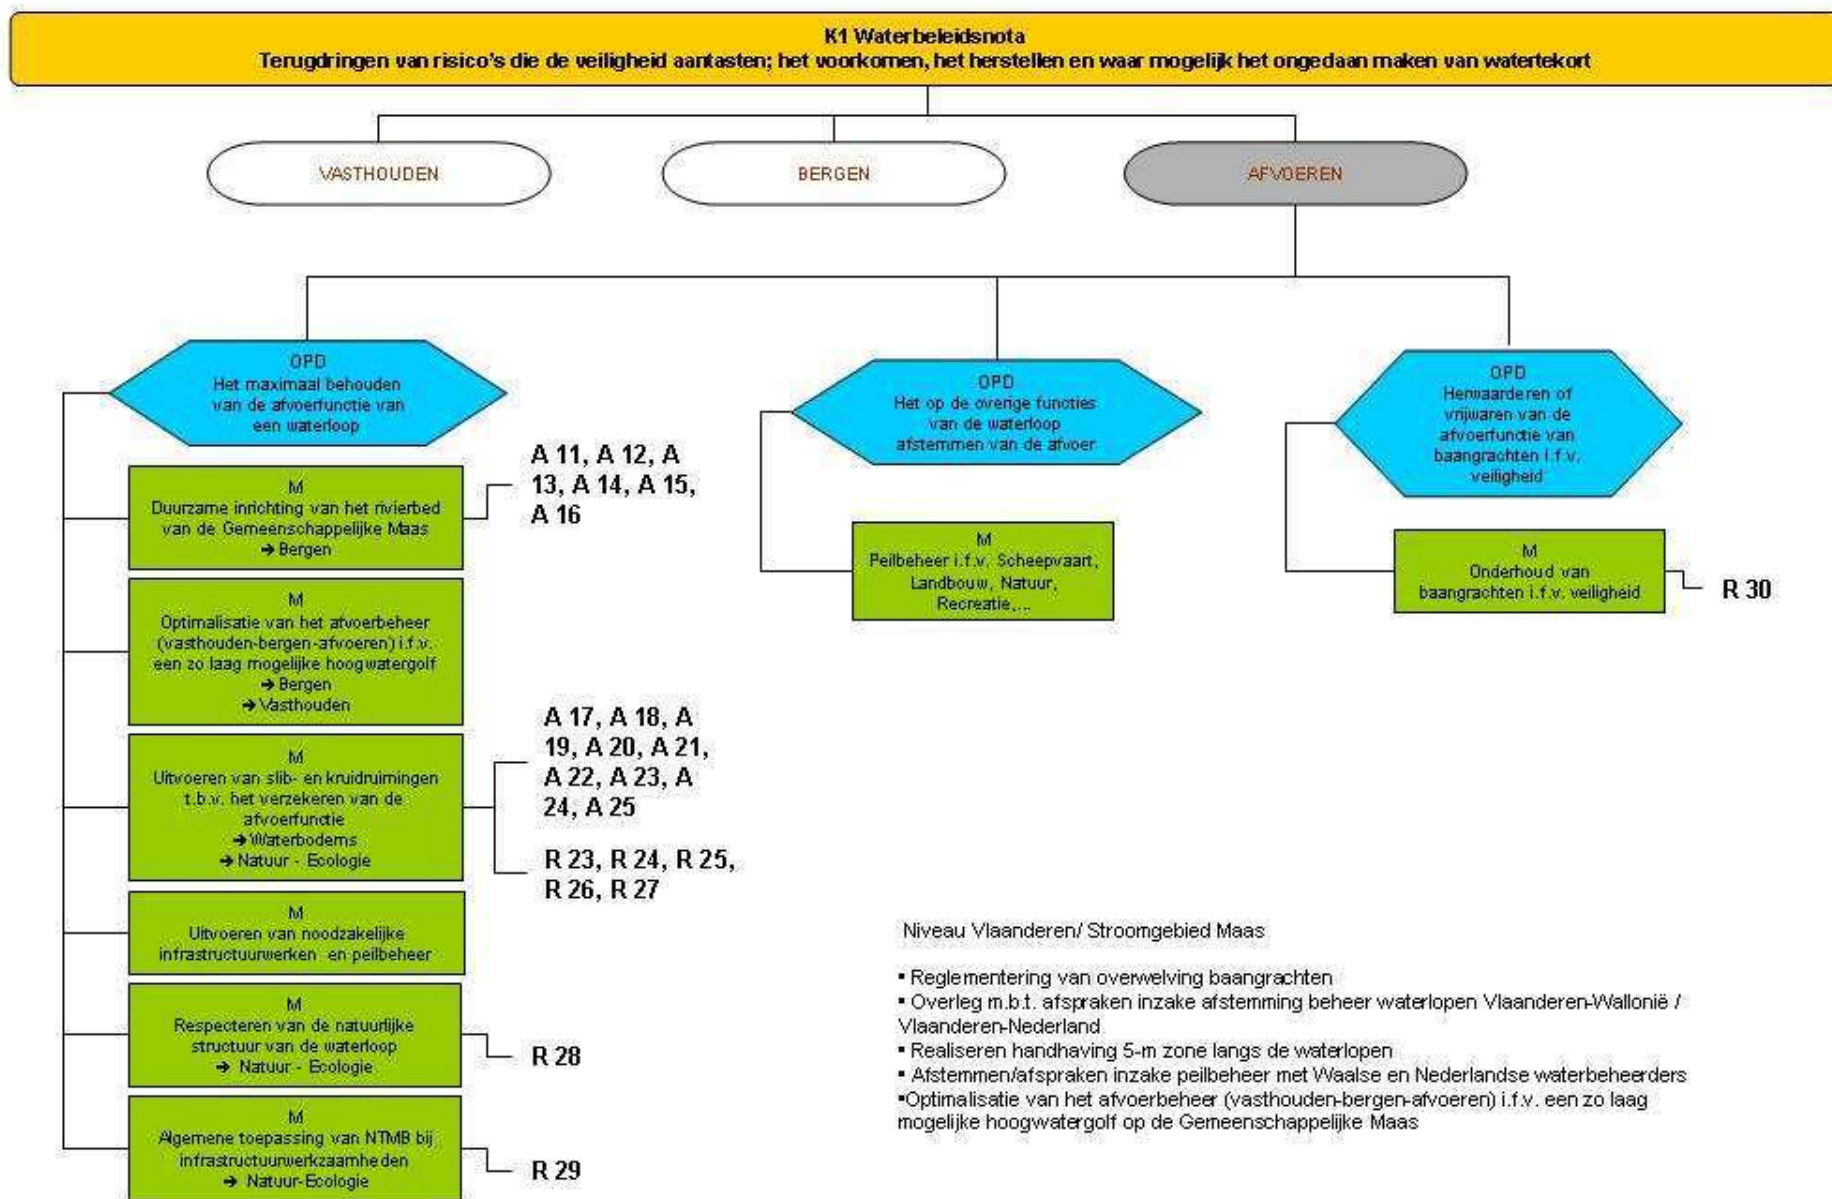 K1 Waterbeleidsnota
Terugdringen van risico's die de veiligheid aantasten; het voorkomen, het herstellen en waar mogelijk het ongedaan maken van watertekort
VASTHOUDEN
BERGEN
AFVOEREN
OPD
Het maximaal behouden
van de afvoerfunctie van
een waterloop
M
Duurzame inrichting van het rivierbed
van de Gemeenschappelijke Maas
→ Bergen
A 11, A 12, A
13, A 14, A 15,
A 16
M
Optimalisatie van het afvoerbeheer
(vasthouden-bergen-afvoeren) i.f.v.
een zo laag mogelijke hoogwatergolf
→ Bergen
→ Vasthouden
M
Uitvoeren van slib- en kruidruimingen
t.b.v. het verzekeren van de
afvoerfunctie
→ Waterbodems
→ Natuur - Ecologie
A 17, A 18, A
19, A 20, A 21,
A 22, A 23, A
24, A 25
R 23, R 24, R 25,
R 26, R 27
M
Uitvoeren van noodzakelijke
infrastructuurwerken en peilbeheer
M
Respecteren van de natuurlijke
structuur van de waterloop
→ Natuur - Ecologie
R 28
M
Algemene toepassing van NTMB bij
infrastructuurwerkzaamheden
→ Natuur-Ecologie
R 29
OPD
Het op de overige functies
van de waterloop
afstemmen van de afvoer
M
Peilbeheer i.f.v. Scheepvaart,
Landbouw, Natuur,
Recreatie,...
OPD
Herwaarderen of
vrijwaren van de
afvoerfunctie van
baangrachten i.f.v.
veiligheid
M
Onderhoud van
baangrachten i.f.v. veiligheid
R 30
Niveau Vlaanderen/ Stroomgebied Maas
▪ Reglementering van overwelving baangrachten
▪ Overleg m.b.t. afspraken inzake afstemming beheer waterlopen Vlaanderen-Wallonië /
Vlaanderen-Nederland
▪ Realiseren handhaving 5-m zone langs de waterlopen
▪ Afstemmen/afspraken inzake peilbeheer met Waalse en Nederlandse waterbeheerders
▪Optimalisatie van het afvoerbeheer (vasthouden-bergen-afvoeren) i.f.v. een zo laag
mogelijke hoogwatergolf op de Gemeenschappelijke Maas